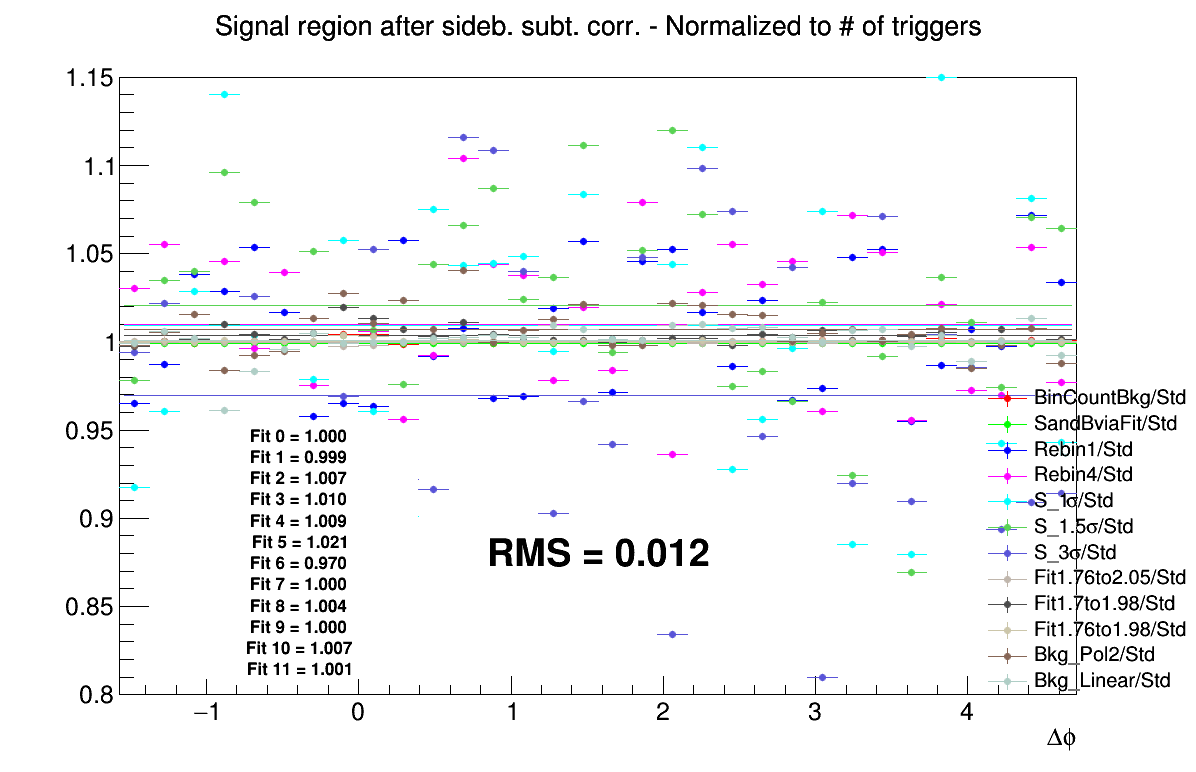 Signal region after sideb. subt. corr. - Normalized to # of triggers
1.15
1.1
1.05
1
0.95
0.9
0.85
0.8
−1
0
1
2
3
4
Δϕ
Fit 0 = 1.000
Fit 1 = 0.999
Fit 2 = 1.007
Fit 3 = 1.010
Fit 4 = 1.009
Fit 5 = 1.021
Fit 6 = 0.970
Fit 7 = 1.000
Fit 8 = 1.004
Fit 9 = 1.000
Fit 10 = 1.007
Fit 11 = 1.001
RMS = 0.012
BinCountBkg/Std
SandBviaFit/Std
Rebin1/Std
Rebin4/Std
S_1σ/Std
S_1.5σ/Std
S_3σ/Std
Fit1.76to2.05/Std
Fit1.7to1.98/Std
Fit1.76to1.98/Std
Bkg_Pol2/Std
Bkg_Linear/Std